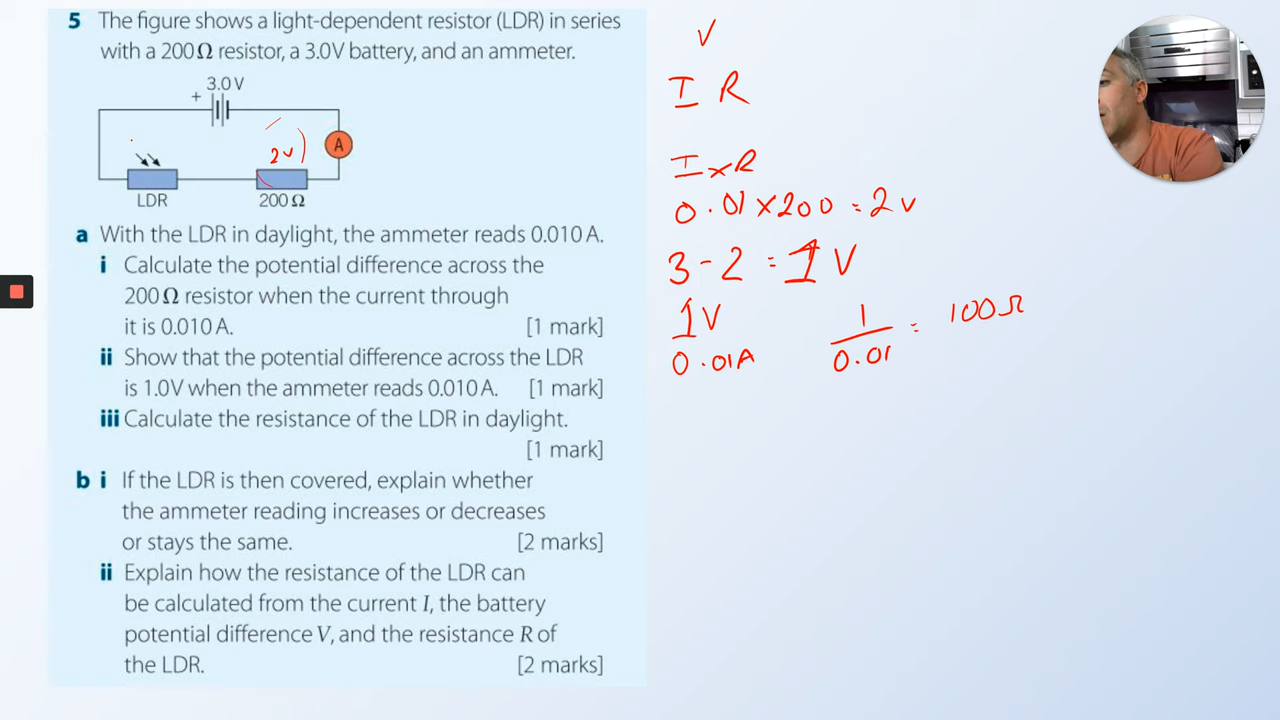 5 The figure shows a light-dependent resistor (LDR) in series
with a 200 Ω resistor, a 3.0V battery, and an ammeter.
3.0 V
+
2v
A
LDR
200 Ω
a With the LDR in daylight, the ammeter reads 0.010 A.
i Calculate the potential difference across the
200 Ω resistor when the current through
it is 0.010 A. [1 mark]
ii Show that the potential difference across the LDR
is 1.0V when the ammeter reads 0.010 A. [1 mark]
iii Calculate the resistance of the LDR in daylight.
[1 mark]
b i If the LDR is then covered, explain whether
the ammeter reading increases or decreases
or stays the same. [2 marks]
ii Explain how the resistance of the LDR can
be calculated from the current I, the battery
potential difference V, and the resistance R of
the LDR. [2 marks]
V
I R
I × R
0.01 × 200 = 2v
3 - 2 = 1V
1V
0.01A
1
0.01
= 100Ω